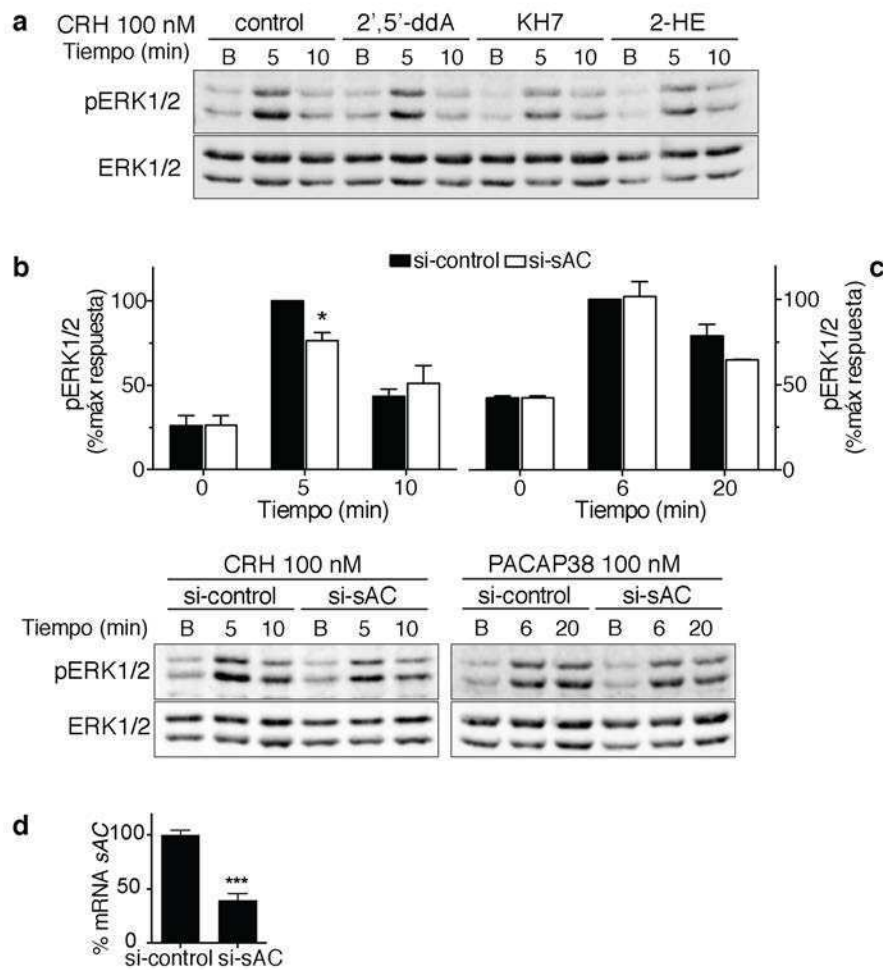 a
CRH 100 nM control 2',5'-ddA KH7 2-HE
Tiempo (min) B 5 10 B 5 10 B 5 10 B 5 10
pERK1/2
ERK1/2
b c
si-control si-sAC
pERK1/2
(%máx respuesta)
100
50
0
*
0 5 10
Tiempo (min)
0 6 20
Tiempo (min)
100
50
0
pERK1/2
(%máx respuesta)
CRH 100 nM PACAP38 100 nM
si-control si-sAC si-control si-sAC
Tiempo (min) B 5 10 B 5 10 B 6 20 B 6 20
pERK1/2
ERK1/2
d
% mRNA sAC
100
50
0
***
si-control si-sAC